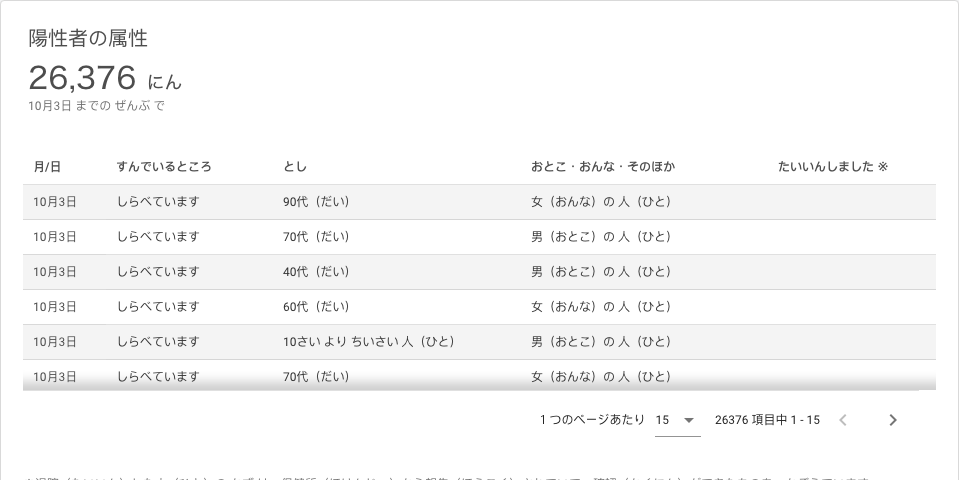 陽性者の属性
26,376 にん
10月3日 までの ぜんぶ で
月/日 すんでいるところ とし おとこ・おんな・そのほか たいいんしました ※
10月3日 しらべています 90代（だい） 女（おんな）の 人（ひと）
10月3日 しらべています 70代（だい） 男（おとこ）の 人（ひと）
10月3日 しらべています 40代（だい） 男（おとこ）の 人（ひと）
10月3日 しらべています 60代（だい） 女（おんな）の 人（ひと）
10月3日 しらべています 10さい より ちいさい 人（ひと） 男（おとこ）の 人（ひと）
10月3日 しらべています 70代（だい） 女（おんな）の 人（ひと）
1 つのページあたり 15 26376 項目中 1 - 15